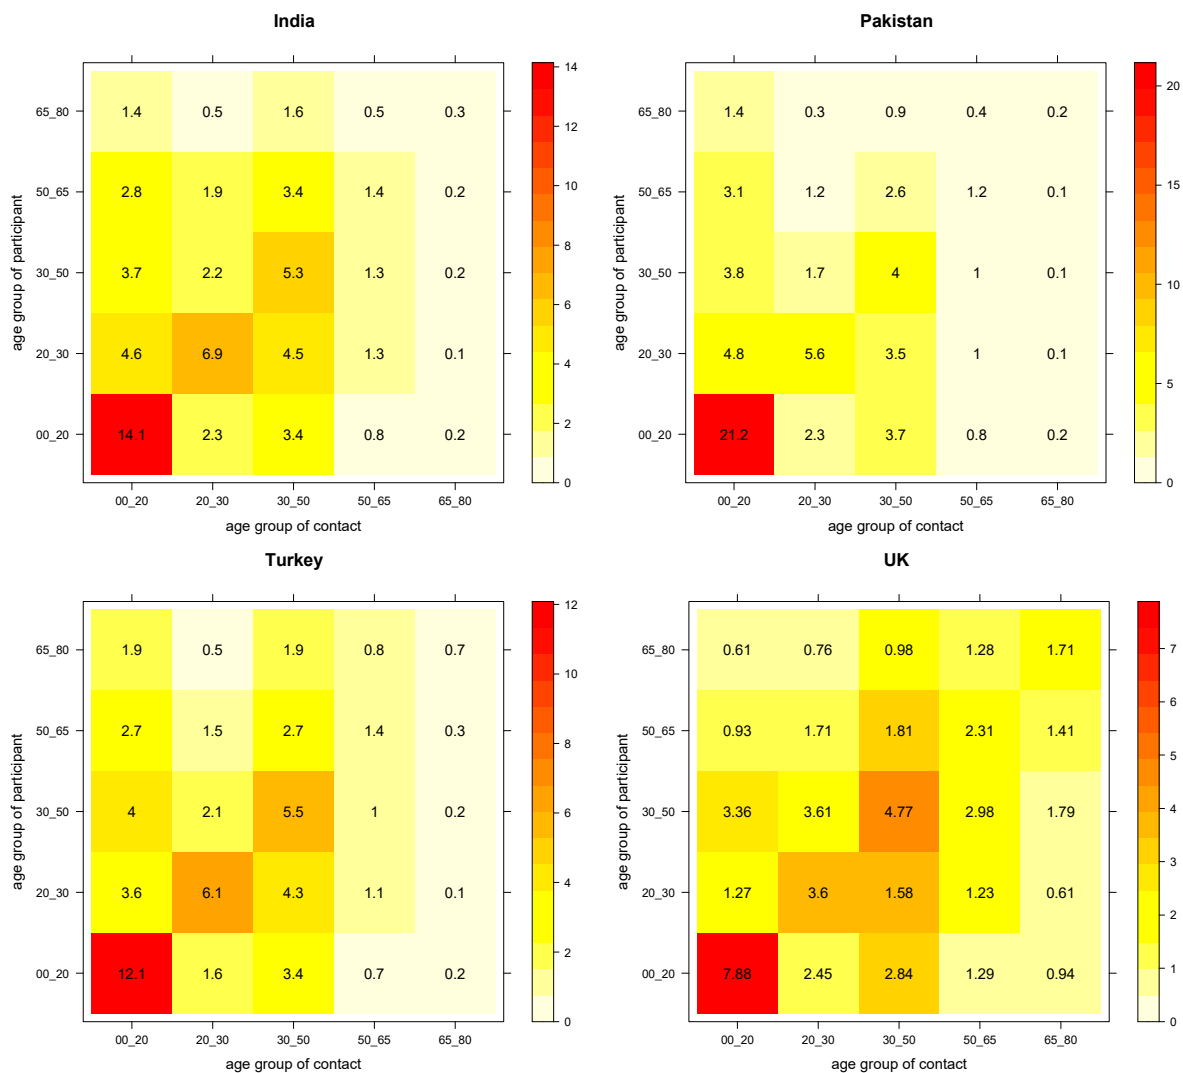 India
Pakistan
65_80 1.4 0.5 1.6 0.5 0.3
50_65 2.8 1.9 3.4 1.4 0.2
30_50 3.7 2.2 5.3 1.3 0.2
20_30 4.6 6.9 4.5 1.3 0.1
00_20 14.1 2.3 3.4 0.8 0.2
00_20 20_30 30_50 50_65 65_80
age group of contact
age group of participant
14
12
10
8
6
4
2
0
65_80 1.4 0.3 0.9 0.4 0.2
50_65 3.1 1.2 2.6 1.2 0.1
30_50 3.8 1.7 4 1 0.1
20_30 4.8 5.6 3.5 1 0.1
00_20 21.2 2.3 3.7 0.8 0.2
00_20 20_30 30_50 50_65 65_80
age group of contact
age group of participant
20
15
10
5
0
Turkey
UK
65_80 1.9 0.5 1.9 0.8 0.7
50_65 2.7 1.5 2.7 1.4 0.3
30_50 4 2.1 5.5 1 0.2
20_30 3.6 6.1 4.3 1.1 0.1
00_20 12.1 1.6 3.4 0.7 0.2
00_20 20_30 30_50 50_65 65_80
age group of contact
age group of participant
12
10
8
6
4
2
0
65_80 0.61 0.76 0.98 1.28 1.71
50_65 0.93 1.71 1.81 2.31 1.41
30_50 3.36 3.61 4.77 2.98 1.79
20_30 1.27 3.6 1.58 1.23 0.61
00_20 7.88 2.45 2.84 1.29 0.94
00_20 20_30 30_50 50_65 65_80
age group of contact
age group of participant
7
6
5
4
3
2
1
0